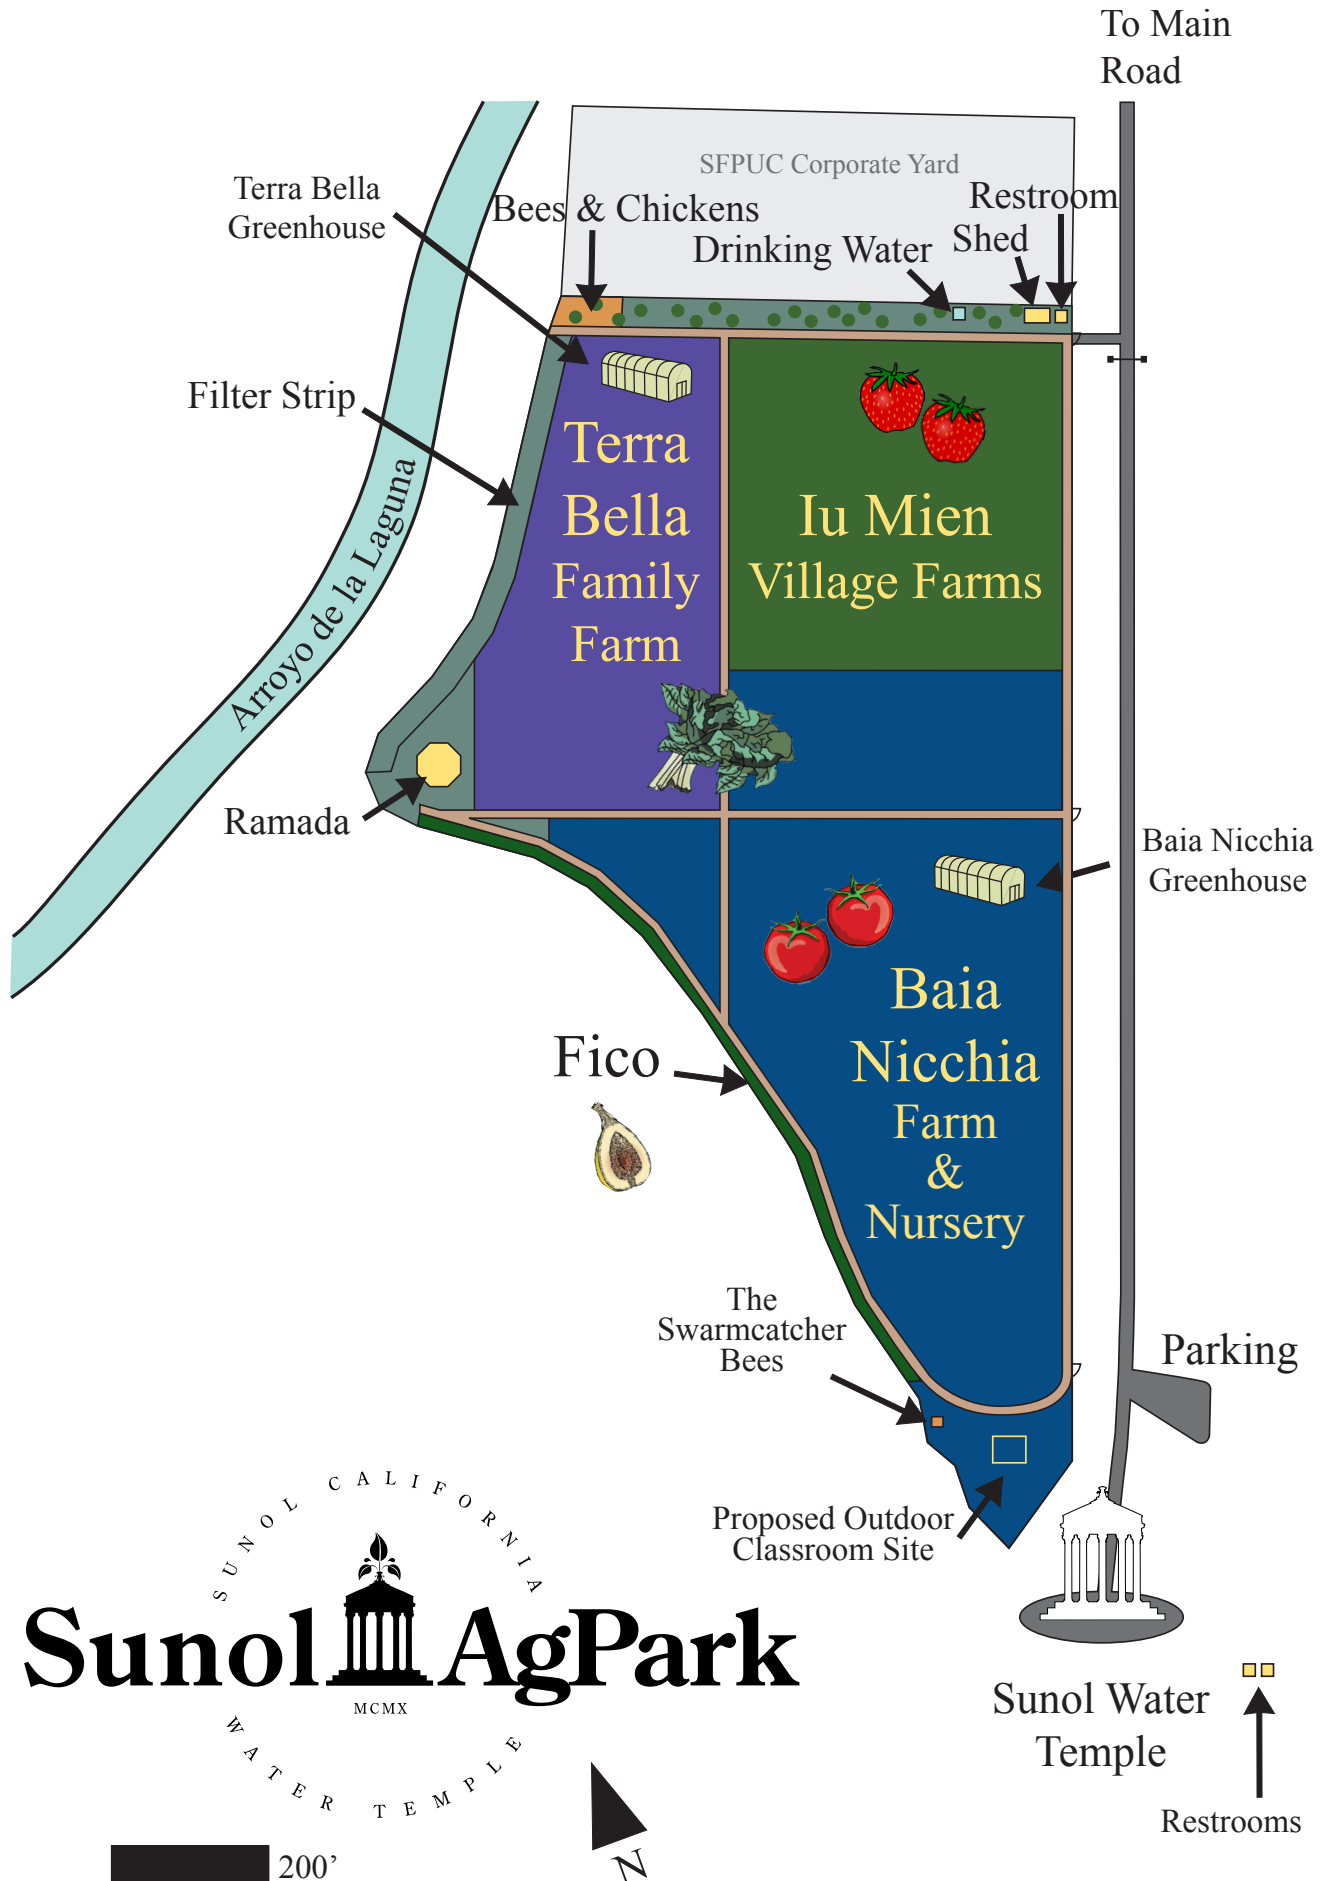 To Main
Road
SFPUC Corporate Yard
Terra Bella
Greenhouse
Bees & Chickens
Restroom
Drinking Water
Shed
Filter Strip
Arroyo de la Laguna
Terra
Bella
Family
Farm
Iu Mien
Village Farms
Ramada
Baia Nicchia
Greenhouse
Baia
Nicchia
Farm
&
Nursery
Fico
The
Swarmcatcher
Bees
Parking
Proposed Outdoor
Classroom Site
SUNOL CALIFORNIA
Sunol AgPark
MCMX
WATER TEMPLE
Sunol Water
Temple
Restrooms
200’
N